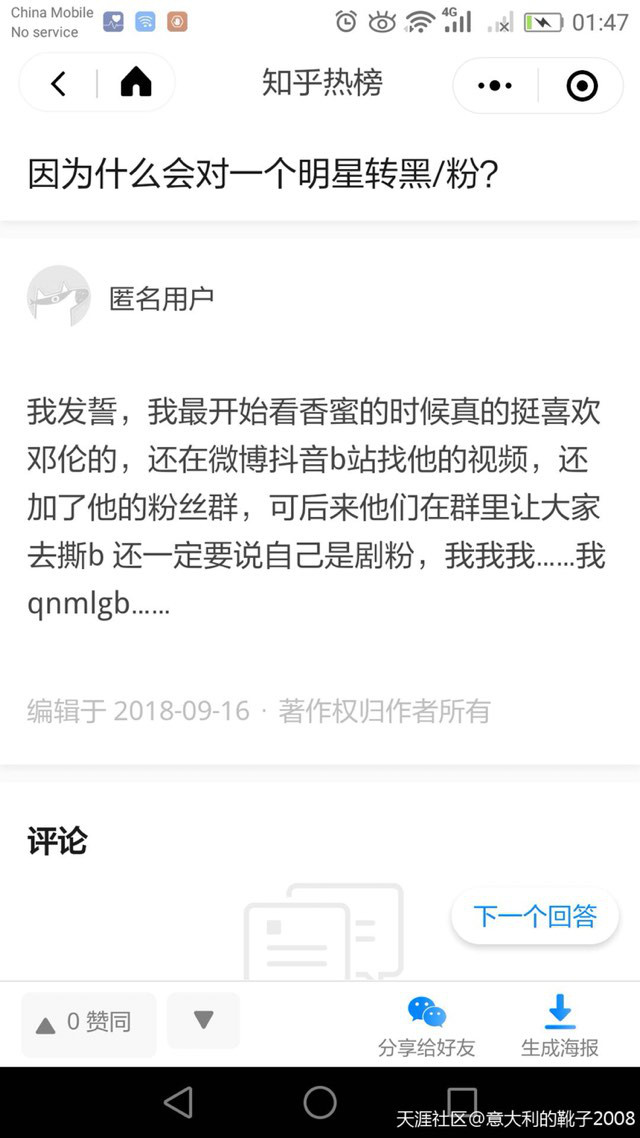 China Mobile
No service
4G
01:47
知乎热榜
因为什么会对一个明星转黑/粉?
匿名用户
我发誓，我最开始看香蜜的时候真的挺喜欢
邓伦的，还在微博抖音b站找他的视频，还
加了他的粉丝群，可后来他们在群里让大家
去撕b 还一定要说自己是剧粉，我我我……我
qnmlgb……
编辑于 2018-09-16 · 著作权归作者所有
评论
下一个回答
0 赞同
分享给好友
生成海报
天涯社区@意大利的靴子2008